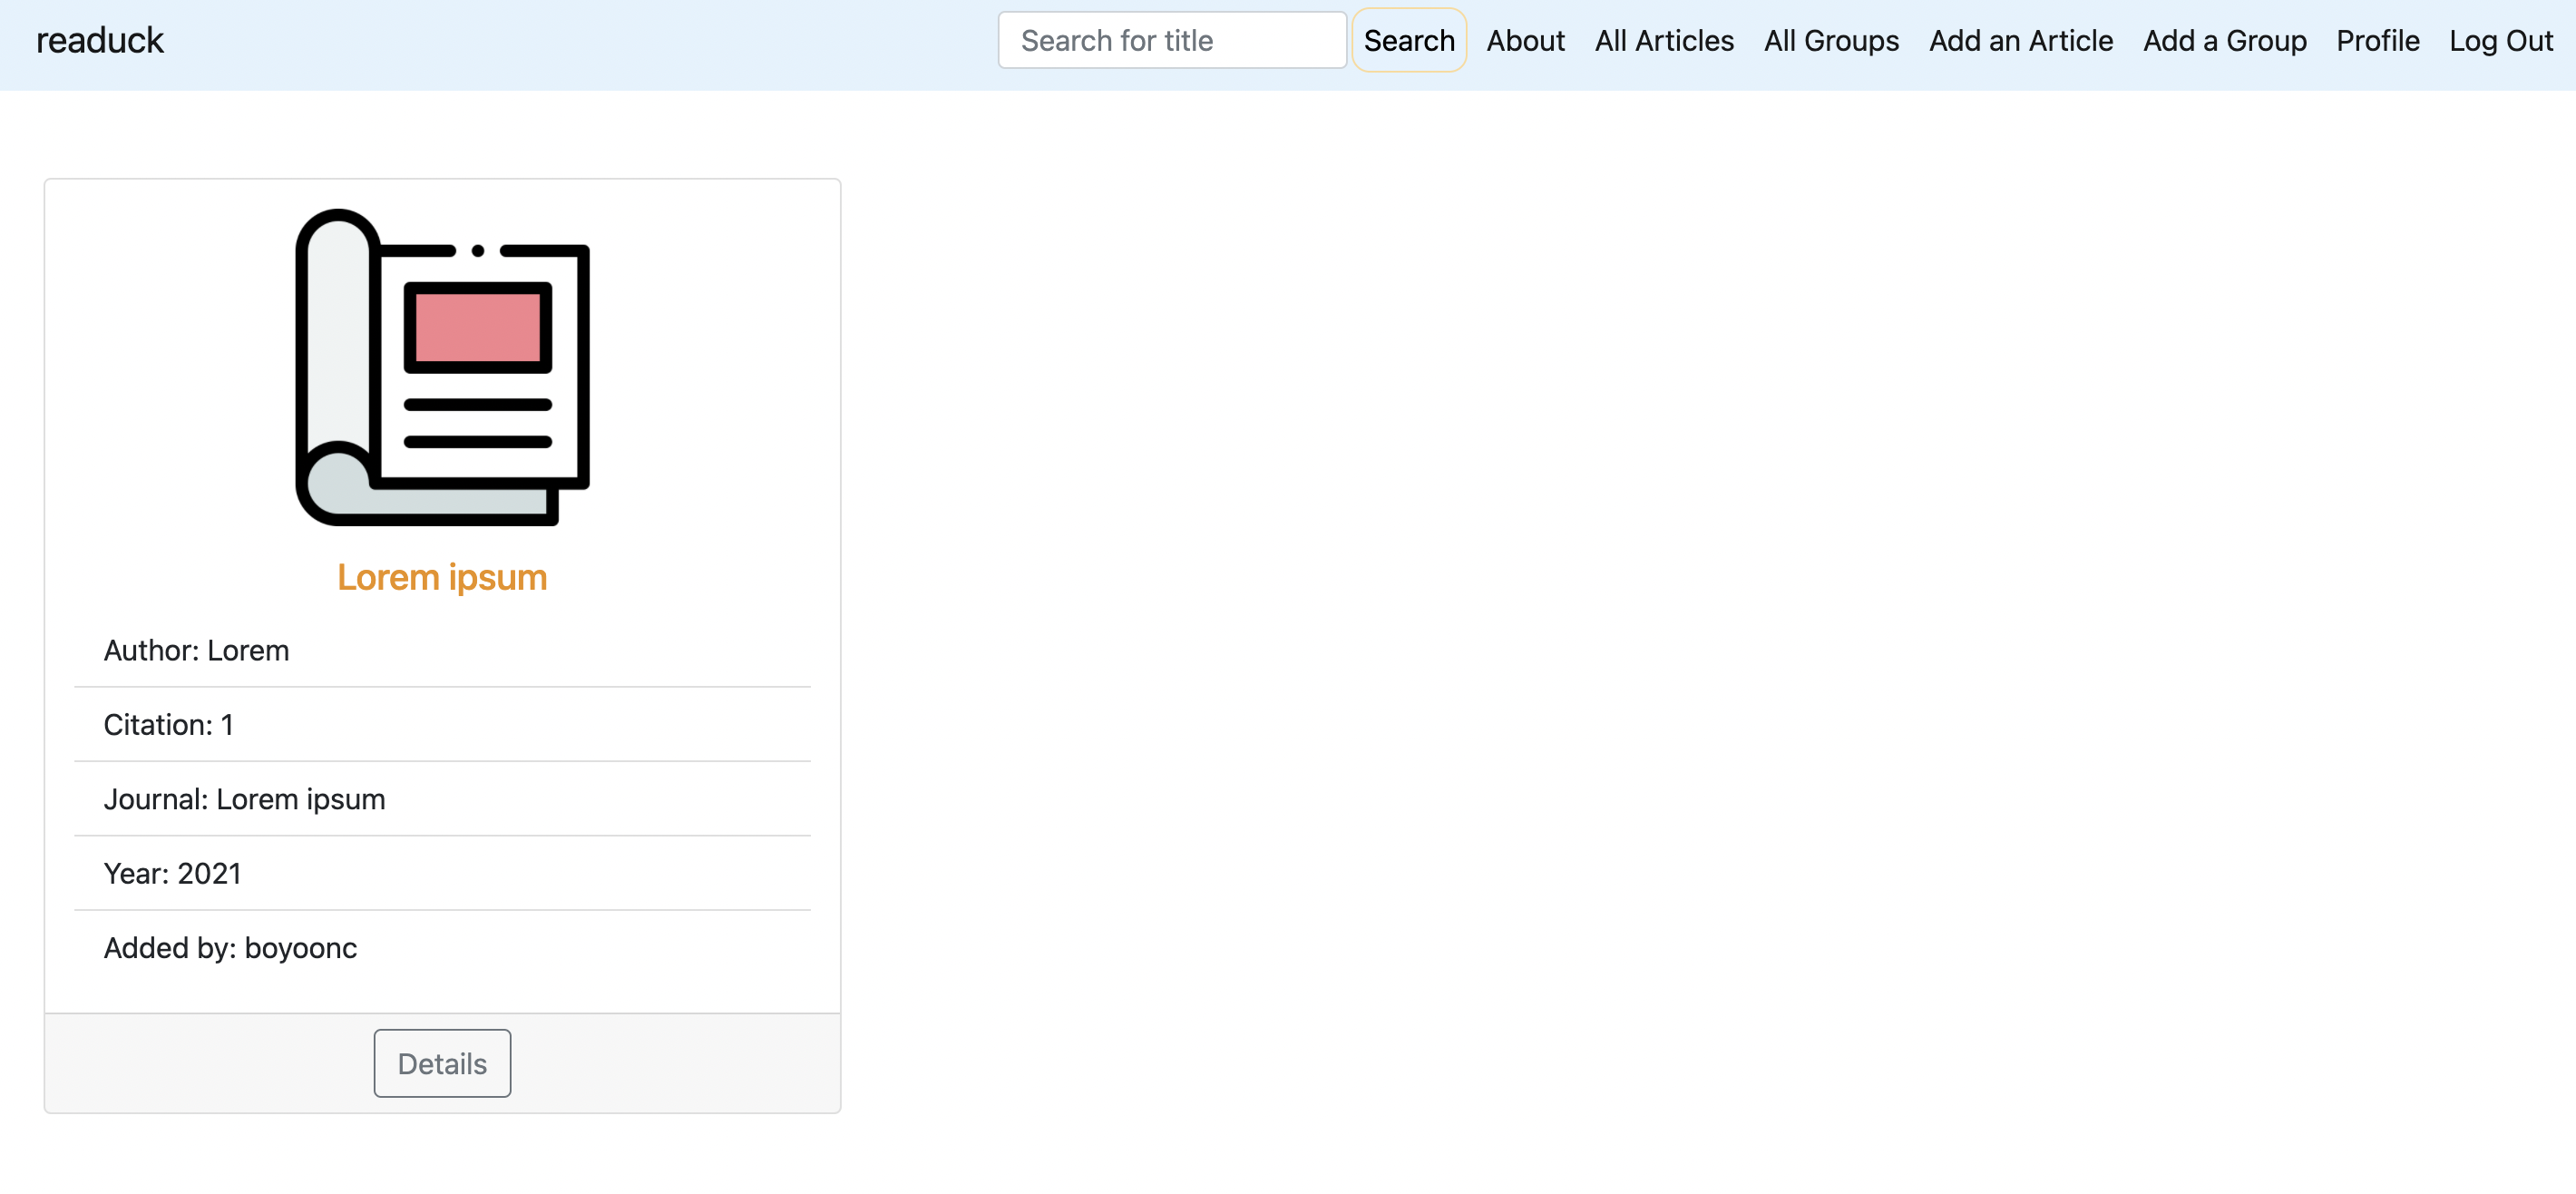 readuck
Search for title
Search
About
All Articles
All Groups
Add an Article
Add a Group
Profile
Log Out
Lorem ipsum
Author: Lorem
Citation: 1
Journal: Lorem ipsum
Year: 2021
Added by: boyoonc
Details